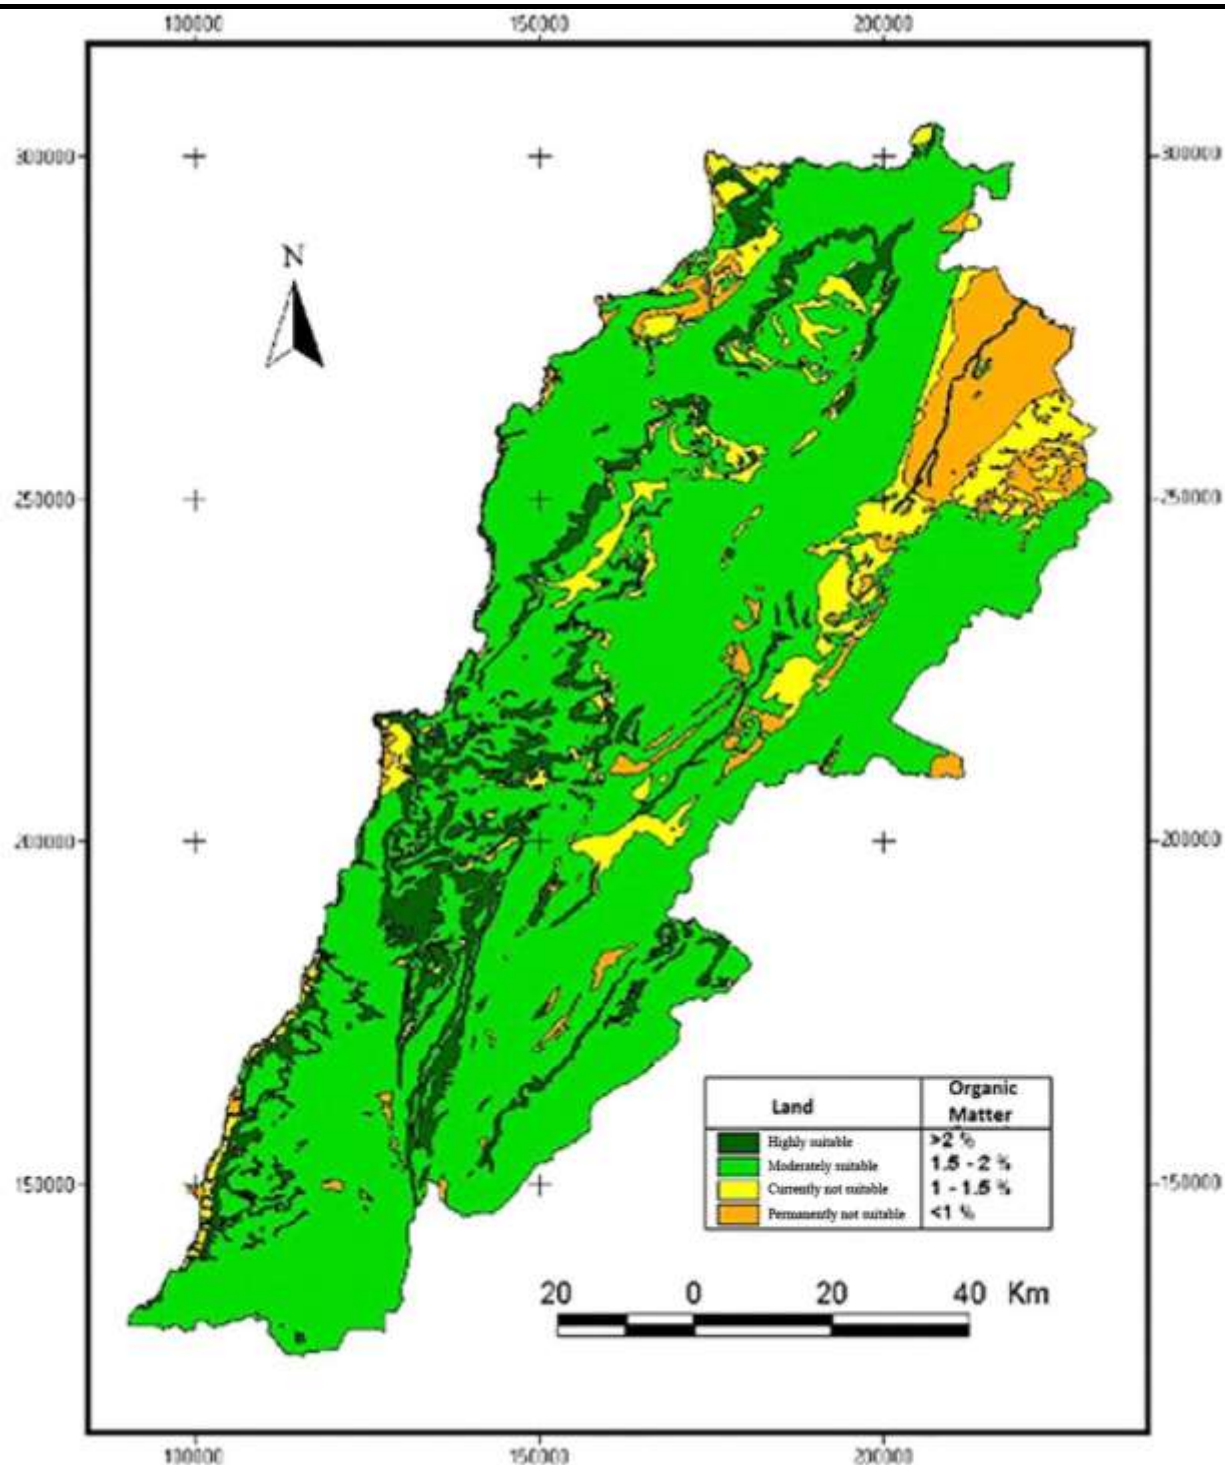 100000 150000 200000
300000 300000
N
250000 250000
200000 200000
Land Organic Matter
Highly suitable >2 %
Moderately suitable 1.5 - 2 %
Currently not suitable 1 - 1.5 %
Permanently not suitable <1 %
150000 150000
20 0 20 40 Km
100000 150000 200000